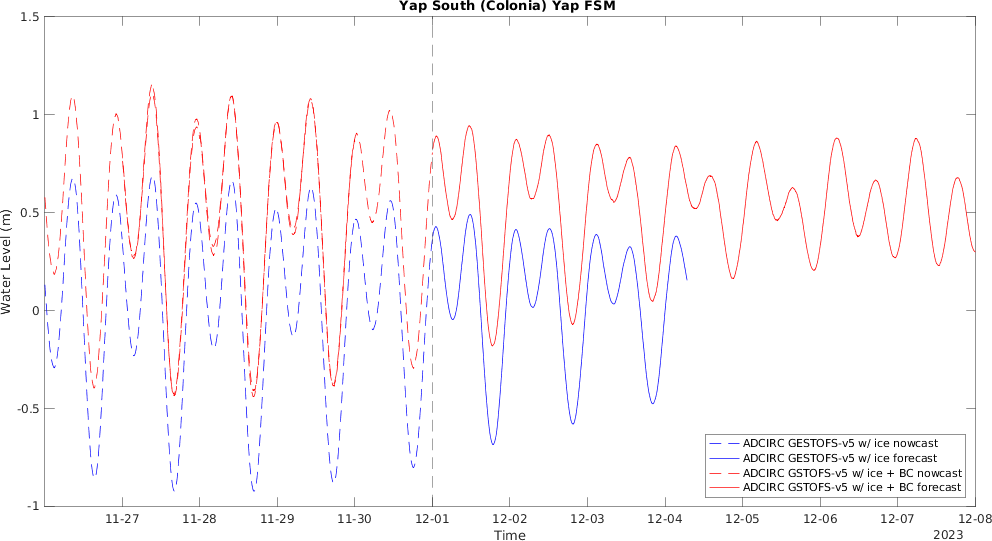 Yap South (Colonia) Yap FSM
1.5
1
0.5
0
-0.5
-1
Water Level (m)
11-27 11-28 11-29 11-30 12-01 12-02 12-03 12-04 12-05 12-06 12-07 12-08
Time
2023
ADCIRC GESTOFS-v5 w/ ice nowcast
ADCIRC GESTOFS-v5 w/ ice forecast
ADCIRC GSTOFS-v5 w/ ice + BC nowcast
ADCIRC GSTOFS-v5 w/ ice + BC forecast